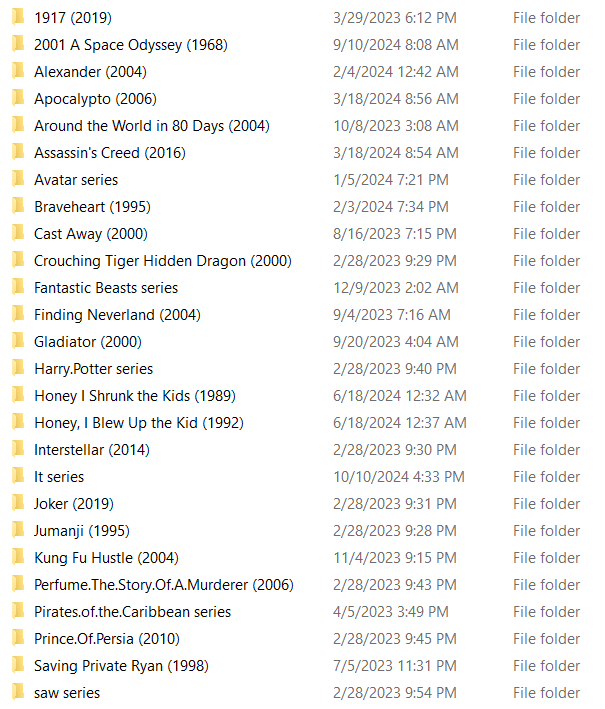 1917 (2019) 3/29/2023 6:12 PM File folder
2001 A Space Odyssey (1968) 9/10/2024 8:08 AM File folder
Alexander (2004) 2/4/2024 12:42 AM File folder
Apocalypto (2006) 3/18/2024 8:56 AM File folder
Around the World in 80 Days (2004) 10/8/2023 3:08 AM File folder
Assassin's Creed (2016) 3/18/2024 8:54 AM File folder
Avatar series 1/5/2024 7:21 PM File folder
Braveheart (1995) 2/3/2024 7:34 PM File folder
Cast Away (2000) 8/16/2023 7:15 PM File folder
Crouching Tiger Hidden Dragon (2000) 2/28/2023 9:29 PM File folder
Fantastic Beasts series 12/9/2023 2:02 AM File folder
Finding Neverland (2004) 9/4/2023 7:16 AM File folder
Gladiator (2000) 9/20/2023 4:04 AM File folder
Harry.Potter series 2/28/2023 9:40 PM File folder
Honey I Shrunk the Kids (1989) 6/18/2024 12:32 AM File folder
Honey, I Blew Up the Kid (1992) 6/18/2024 12:37 AM File folder
Interstellar (2014) 2/28/2023 9:30 PM File folder
It series 10/10/2024 4:33 PM File folder
Joker (2019) 2/28/2023 9:31 PM File folder
Jumanji (1995) 2/28/2023 9:28 PM File folder
Kung Fu Hustle (2004) 11/4/2023 9:15 PM File folder
Perfume.The.Story.Of.A.Murderer (2006) 2/28/2023 9:43 PM File folder
Pirates.of.the.Caribbean series 4/5/2023 3:49 PM File folder
Prince.Of.Persia (2010) 2/28/2023 9:45 PM File folder
Saving Private Ryan (1998) 7/5/2023 11:31 PM File folder
saw series 2/28/2023 9:54 PM File folder